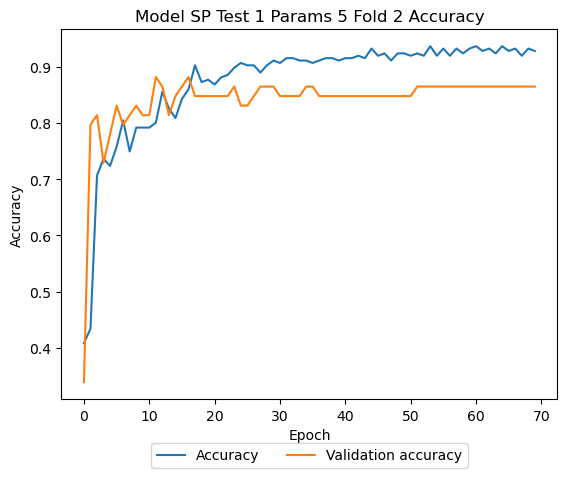 Model SP Test 1 Params 5 Fold 2 Accuracy
Accuracy
0.9
0.8
0.7
0.6
0.5
0.4
0 10 20 30 40 50 60 70
Epoch
Accuracy Validation accuracy